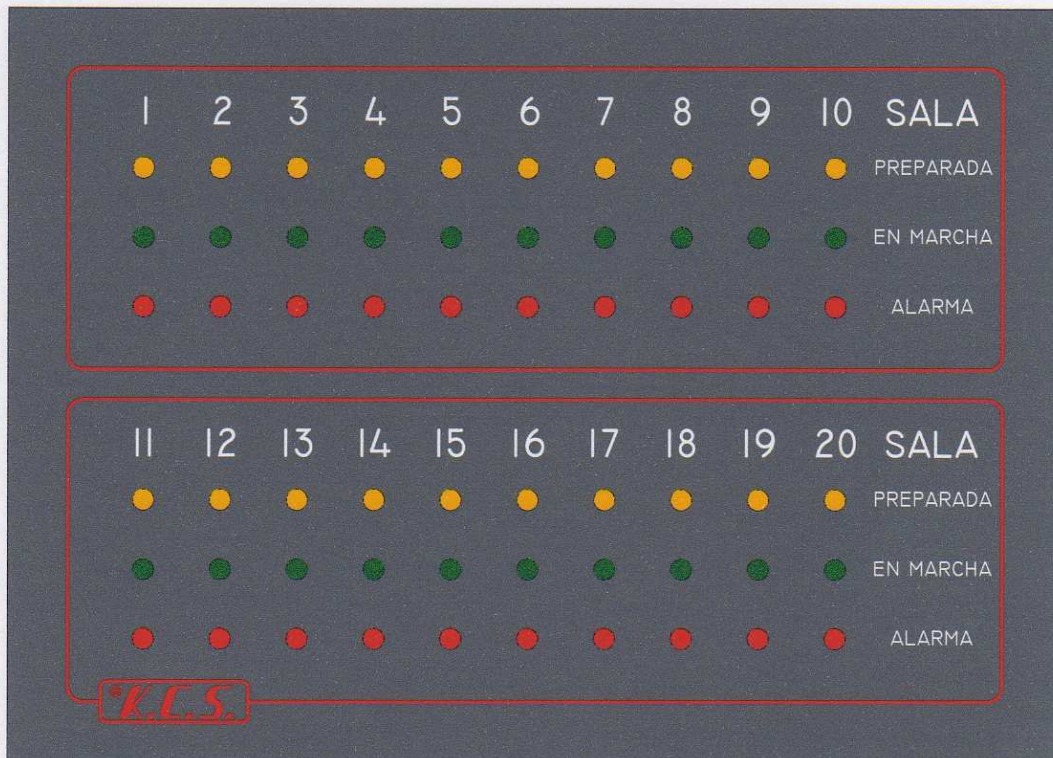 1 2 3 4 5 6 7 8 9 10 SALA
PREPARADA
EN MARCHA
ALARMA
11 12 13 14 15 16 17 18 19 20 SALA
PREPARADA
EN MARCHA
ALARMA
®K.C.S.